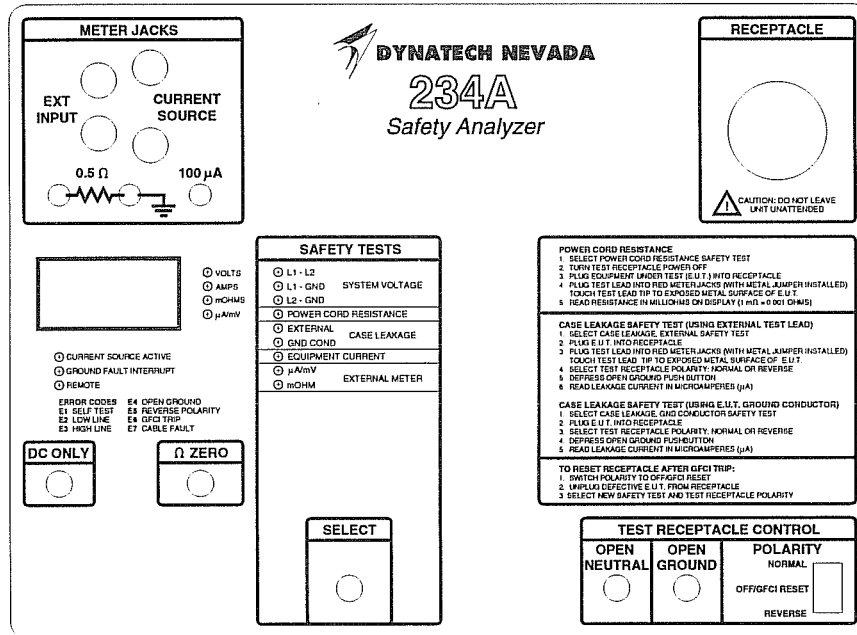 METER JACKS
EXT INPUT
CURRENT SOURCE
0.5 Ω
100 µA
DYNATECH NEVADA
234A
Safety Analyzer
RECEPTACLE
CAUTION: DO NOT LEAVE
UNIT UNATTENDED
VOLTS
AMPS
mOHMS
µA/mV
CURRENT SOURCE ACTIVE
GROUND FAULT INTERRUPT
REMOTE
ERROR CODES E4 OPEN GROUND
E1 SELF TEST E5 REVERSE POLARITY
E2 LOW LINE E6 GFCI TRIP
E3 HIGH LINE E7 CABLE FAULT
DC ONLY
Ω ZERO
SAFETY TESTS
L1 - L2
L1 - GND SYSTEM VOLTAGE
L2 - GND
POWER CORD RESISTANCE
EXTERNAL
CASE LEAKAGE
GND COND
EQUIPMENT CURRENT
µA/mV
EXTERNAL METER
mOHM
SELECT
POWER CORD RESISTANCE
1. SELECT POWER CORD RESISTANCE SAFETY TEST
2. TURN TEST RECEPTACLE POWER OFF
3. PLUG EQUIPMENT UNDER TEST (E.U.T.) INTO RECEPTACLE
4. PLUG TEST LEAD INTO RED METER JACKS (WITH METAL JUMPER INSTALLED)
TOUCH TEST LEAD TIP TO EXPOSED METAL SURFACE OF E.U.T.
5. READ RESISTANCE IN MILLIOHMS ON DISPLAY (1 mΩ = 0.001 OHMS)
CASE LEAKAGE SAFETY TEST (USING EXTERNAL TEST LEAD)
1. SELECT CASE LEAKAGE, EXTERNAL SAFETY TEST
2. PLUG E.U.T. INTO RECEPTACLE
3. PLUG TEST LEAD INTO RED METER JACKS (WITH METAL JUMPER INSTALLED)
TOUCH TEST LEAD TIP TO EXPOSED METAL SURFACE OF E.U.T.
4. SELECT TEST RECEPTACLE POLARITY: NORMAL OR REVERSE
5. DEPRESS OPEN GROUND PUSH BUTTON
6. READ LEAKAGE CURRENT IN MICROAMPERES (µA)
CASE LEAKAGE SAFETY TEST (USING E.U.T. GROUND CONDUCTOR)
1. SELECT CASE LEAKAGE, GND CONDUCTOR SAFETY TEST
2. PLUG E.U.T. INTO RECEPTACLE
3. SELECT TEST RECEPTACLE POLARITY: NORMAL OR REVERSE
4. DEPRESS OPEN GROUND PUSHBUTTON
5. READ LEAKAGE CURRENT IN MICROAMPERES (µA)
TO RESET RECEPTACLE AFTER GFCI TRIP:
1. SWITCH POLARITY TO OFF/GFCI RESET
2. UNPLUG DEFECTIVE E.U.T. FROM RECEPTACLE
3. SELECT NEW SAFETY TEST AND TEST RECEPTACLE POLARITY
TEST RECEPTACLE CONTROL
OPEN NEUTRAL
OPEN GROUND
POLARITY
NORMAL
OFF/GFCI RESET
REVERSE